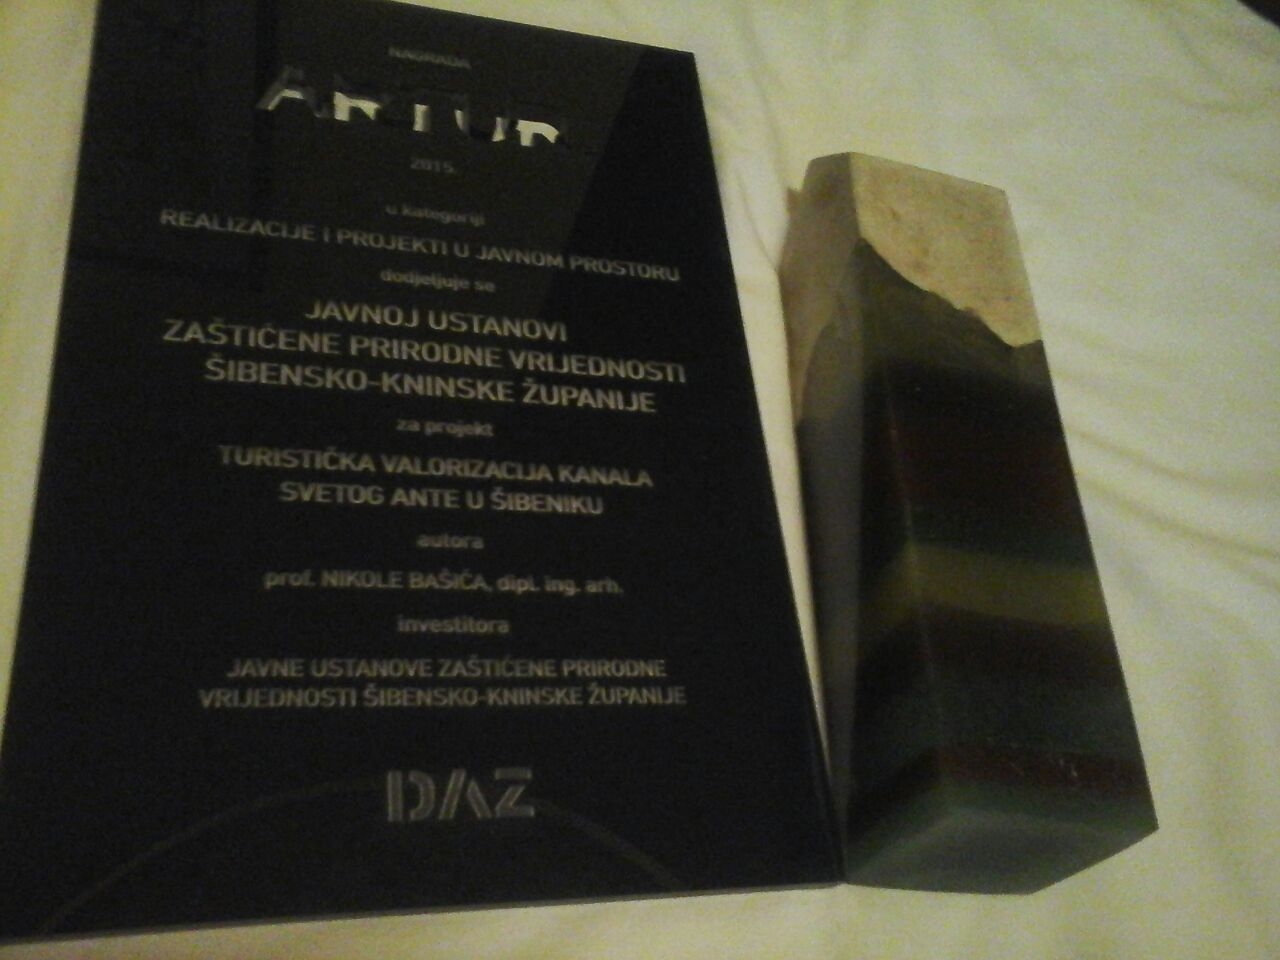 NAGRADA
ARTUR
2015.
u kategoriji
REALIZACIJE I PROJEKTI U JAVNOM PROSTORU
dodjeljuje se
JAVNOJ USTANOVI
ZAŠTIĆENE PRIRODNE VRIJEDNOSTI
ŠIBENSKO-KNINSKE ŽUPANIJE
za projekt
TURISTIČKA VALORIZACIJA KANALA
SVETOG ANTE U ŠIBENIKU
autora
prof. NIKOLE BAŠIĆA, dipl. ing. arh.
investitora
JAVNE USTANOVE ZAŠTIĆENE PRIRODNE
VRIJEDNOSTI ŠIBENSKO-KNINSKE ŽUPANIJE
DAZ